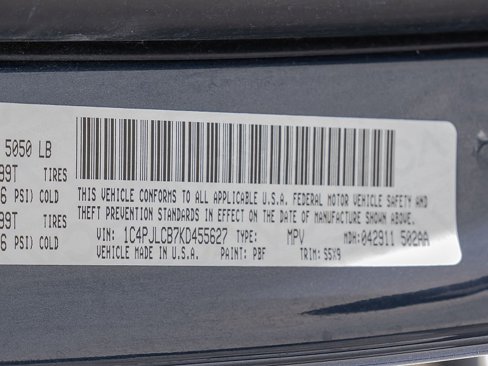 5050 LB
99T TIRES
6 PSI) COLD
99T TIRES
6 PSI) COLD
THIS VEHICLE CONFORMS TO ALL APPLICABLE U.S.A. FEDERAL MOTOR VEHICLE SAFETY AND
THEFT PREVENTION STANDARDS IN EFFECT ON THE DATE OF MANUFACTURE SHOWN ABOVE.
VIN: 1C4PJLCB7KD455627 TYPE: MPV MDH:042911 502AA
VEHICLE MADE IN U.S.A. PAINT: PBF TRIM: S5X9